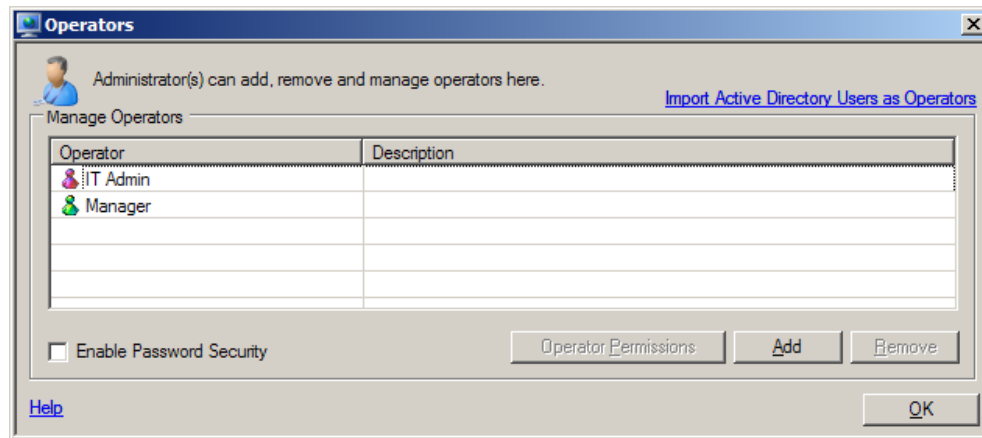 Operators
Administrator(s) can add, remove and manage operators here.
Import Active Directory Users as Operators
Manage Operators
Operator Description
IT Admin
Manager
Enable Password Security Operator Permissions Add Remove
Help OK